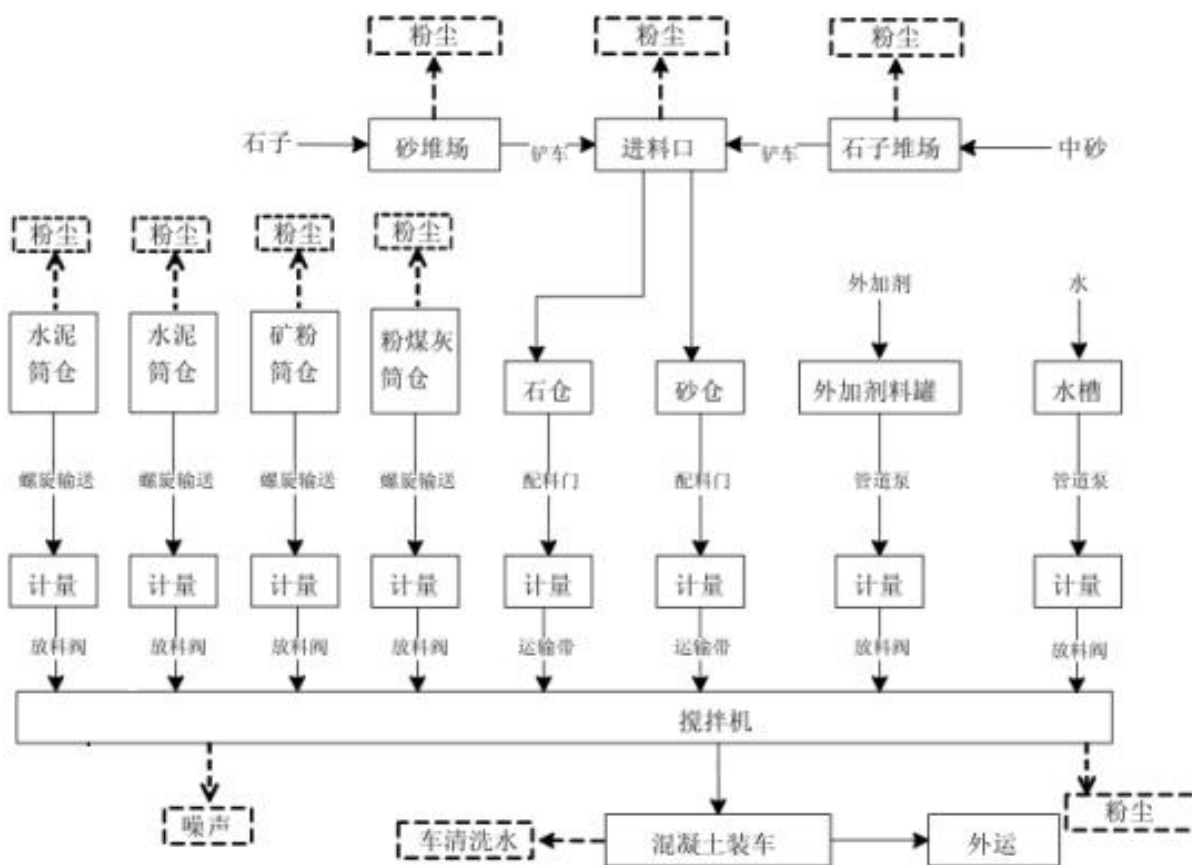 粉尘
粉尘
粉尘
石子
砂堆场
铲车
进料口
铲车
石子堆场
中砂
粉尘
粉尘
粉尘
粉尘
外加剂
水
水泥
筒仓
水泥
筒仓
矿粉
筒仓
粉煤灰
筒仓
石仓
砂仓
外加剂料罐
水槽
螺旋输送
螺旋输送
螺旋输送
螺旋输送
配料门
配料门
管道泵
管道泵
计量
计量
计量
计量
计量
计量
计量
计量
放料阀
放料阀
放料阀
放料阀
运输带
运输带
放料阀
放料阀
搅拌机
噪声
粉尘
车清洗水
混凝土装车
外运